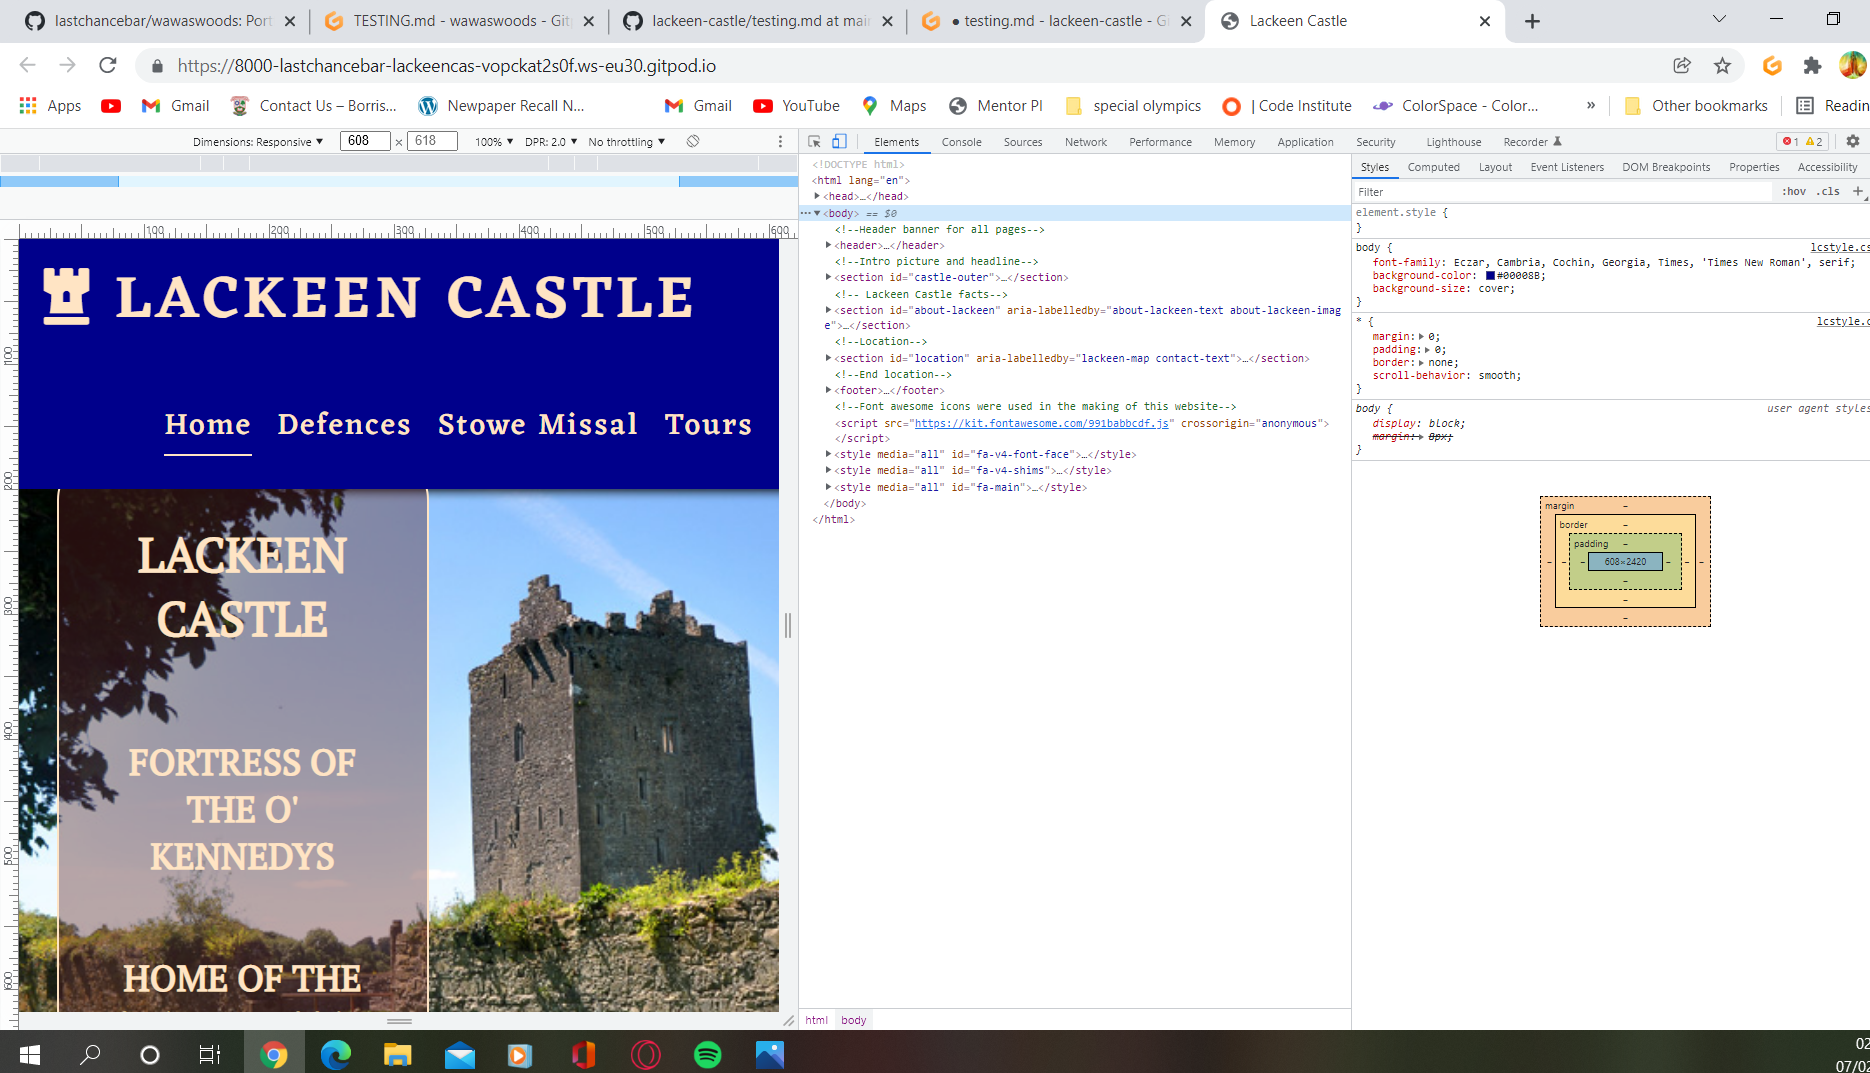 lastchancebar/wawaswoods: Port
TESTING.md - wawaswoods - Git
lackeen-castle/testing.md at mai
● testing.md - lackeen-castle - Gi
Lackeen Castle
https://8000-lastchancebar-lackeencas-vopckat2s0f.ws-eu30.gitpod.io
Apps
Gmail
Contact Us – Borris...
Newpaper Recall N...
Gmail
YouTube
Maps
Mentor PI
special olympics
| Code Institute
ColorSpace - Color...
»
Other bookmarks
Readin
Dimensions: Responsive ▼ 608 × 618 100% ▼ DPR: 2.0 ▼ No throttling ▼
Elements Console Sources Network Performance Memory Application Security Lighthouse Recorder 1 2
100 200 300 400 500 600
100
200
300
400
500
600
LACKEEN CASTLE
Home Defences Stowe Missal Tours
LACKEEN
CASTLE
FORTRESS OF
THE O'
KENNEDYS
HOME OF THE
<!DOCTYPE html>
<html lang="en">
▶<head>…</head>
…▼<body> == $0
<!--Header banner for all pages-->
▶<header>…</header>
<!--Intro picture and headline-->
▶<section id="castle-outer">…</section>
<!-- Lackeen Castle facts-->
▶<section id="about-lackeen" aria-labelledby="about-lackeen-text about-lackeen-imag
e">…</section>
<!--Location-->
▶<section id="location" aria-labelledby="lackeen-map contact-text">…</section>
<!--End location-->
▶<footer>…</footer>
<!--Font awesome icons were used in the making of this website-->
<script src="https://kit.fontawesome.com/991babbcdf.js" crossorigin="anonymous">
</script>
▶<style media="all" id="fa-v4-font-face">…</style>
▶<style media="all" id="fa-v4-shims">…</style>
▶<style media="all" id="fa-main">…</style>
</body>
</html>
html body
Styles Computed Layout Event Listeners DOM Breakpoints Properties Accessibility
Filter :hov .cls +
element.style {
}
body { lcstyle.cs
font-family: Eczar, Cambria, Cochin, Georgia, Times, 'Times New Roman', serif;
background-color: #00008B;
background-size: cover;
}
* { lcstyle.c
margin:▶ 0;
padding:▶ 0;
border:▶ none;
scroll-behavior: smooth;
}
body { user agent styles
display: block;
margin:▶ 8px;
}
margin –
border –
padding –
– – – 608×2420 – – –
–
–
–
02
07/02